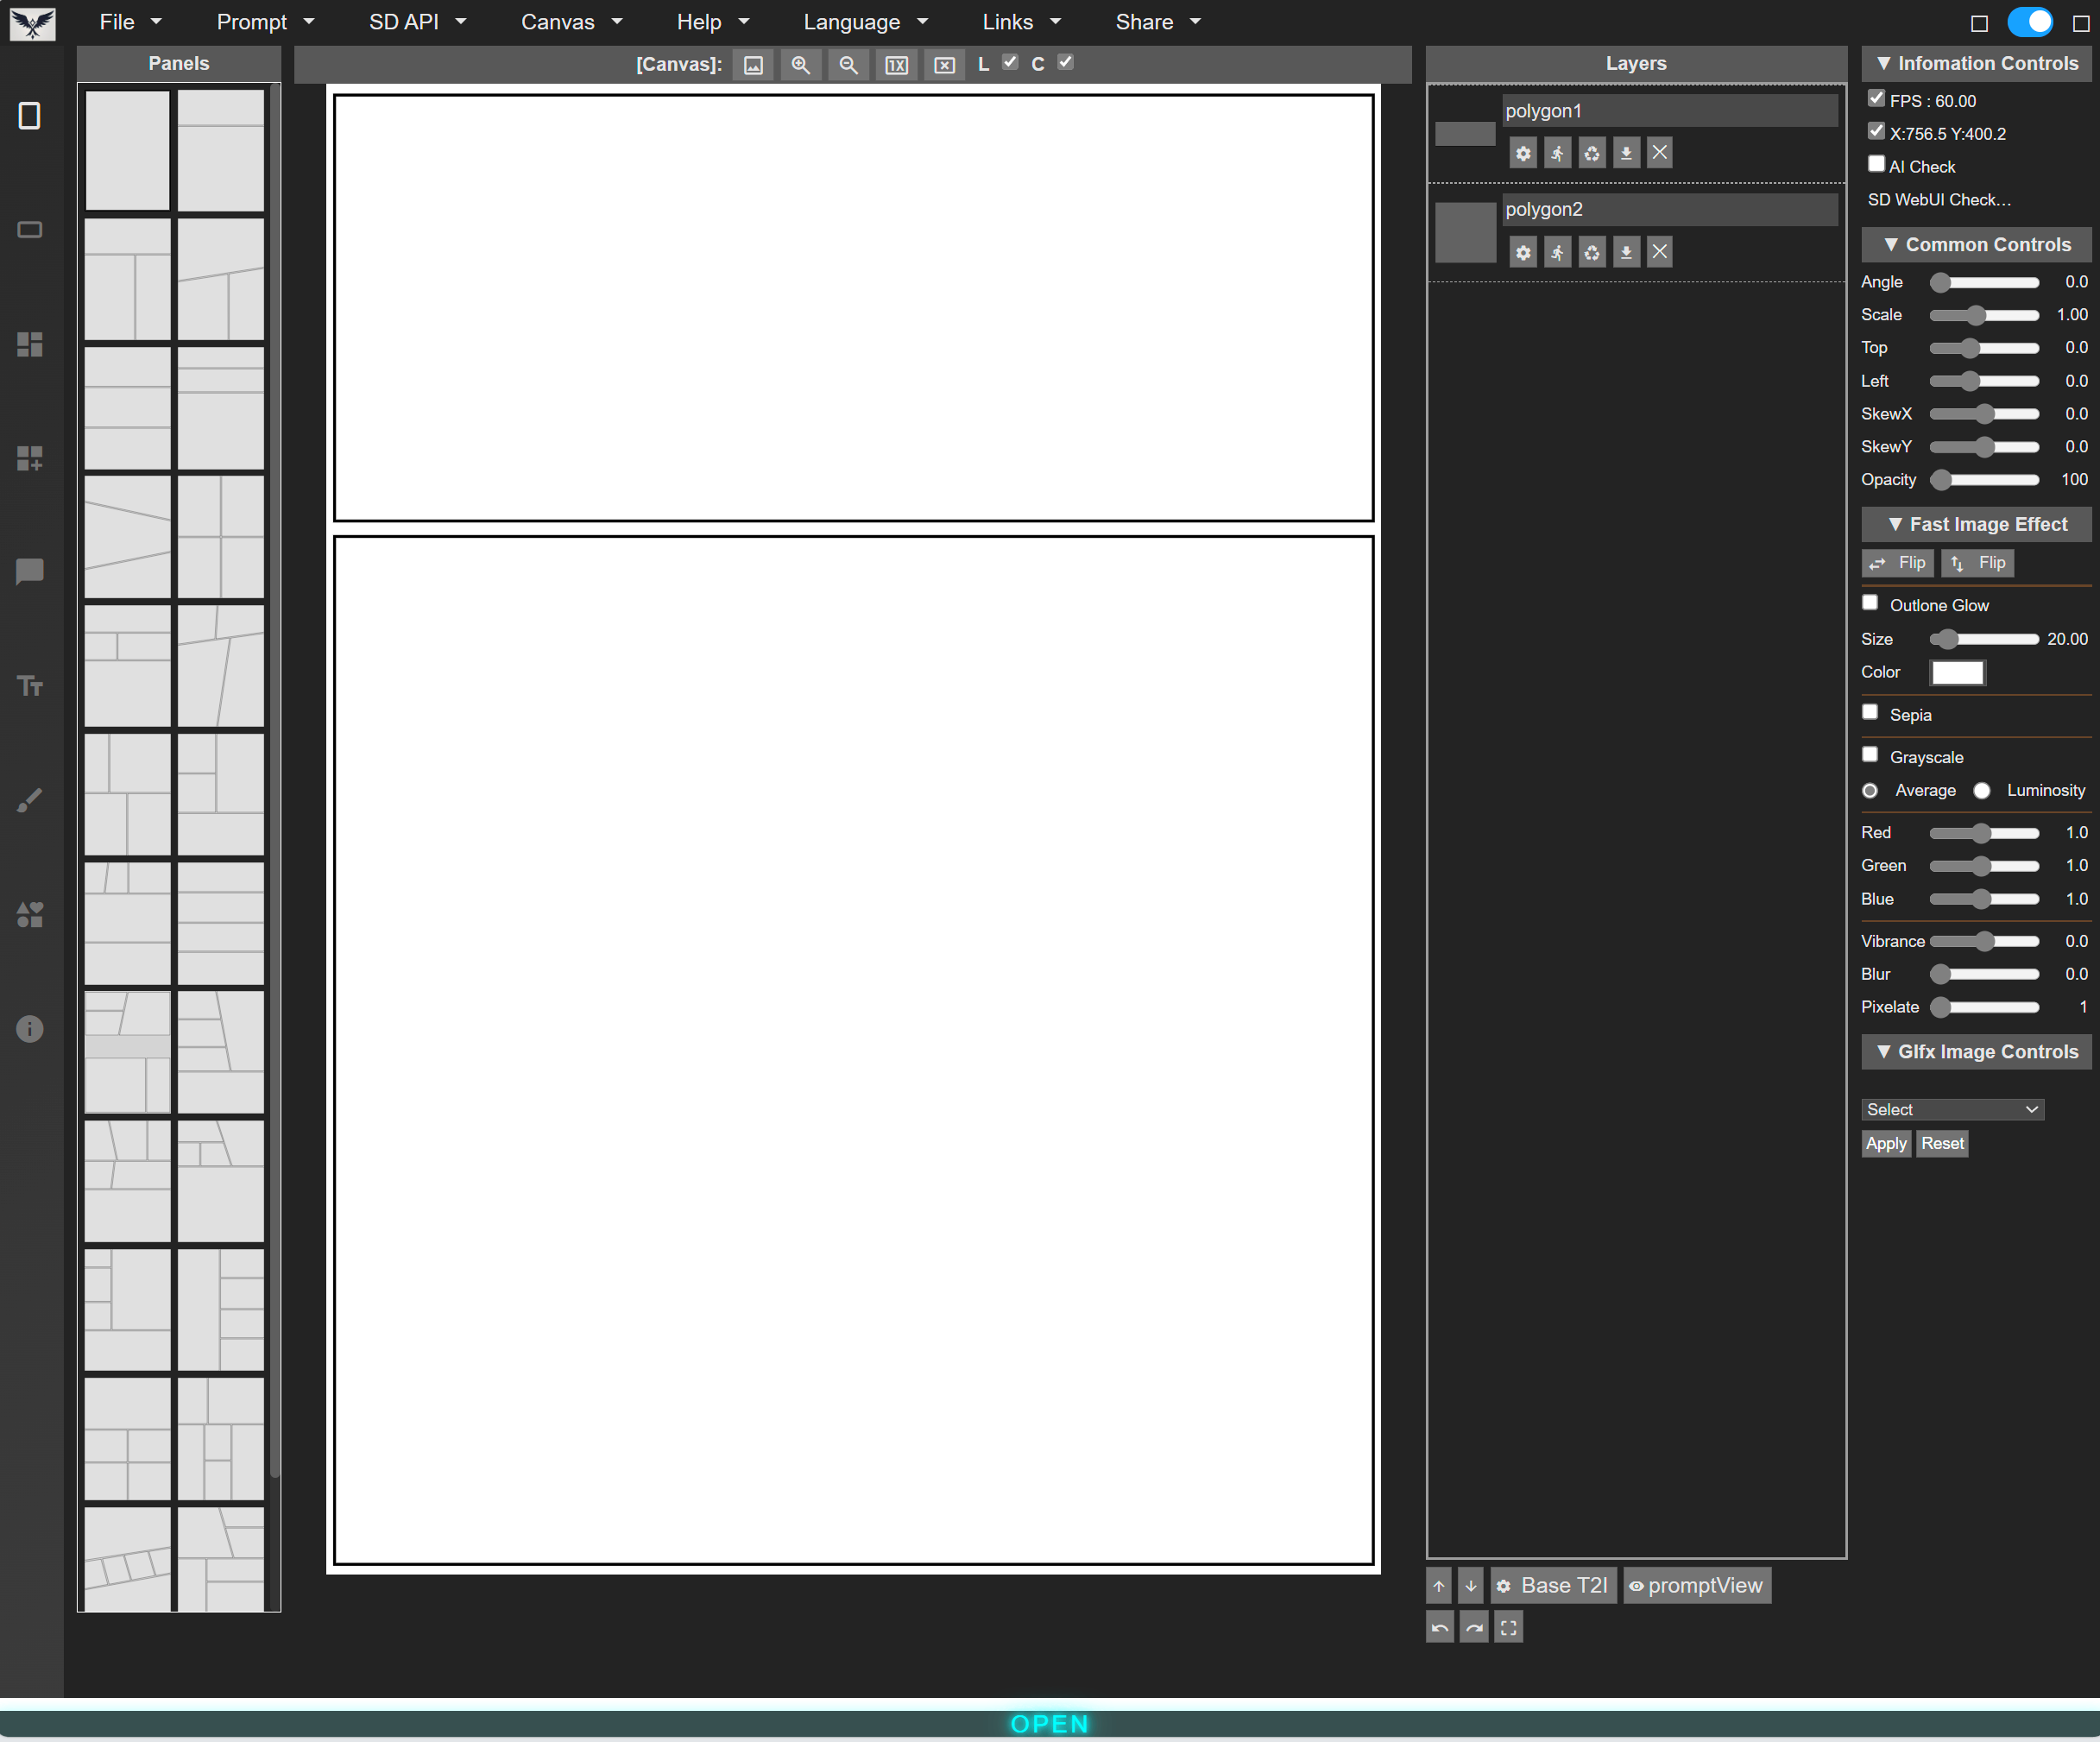 File Prompt SD API Canvas Help Language Links Share
Panels
[Canvas]: 1X L C
Layers
polygon1
polygon2
Base T2I promptView
▼ Infomation Controls
FPS : 60.00
X:756.5 Y:400.2
AI Check
SD WebUI Check...
▼ Common Controls
Angle 0.0
Scale 1.00
Top 0.0
Left 0.0
SkewX 0.0
SkewY 0.0
Opacity 100
▼ Fast Image Effect
Flip Flip
Outlone Glow
Size 20.00
Color
Sepia
Grayscale
Average Luminosity
Red 1.0
Green 1.0
Blue 1.0
Vibrance 0.0
Blur 0.0
Pixelate 1
▼ Glfx Image Controls
Select
Apply Reset
Tт
OPEN